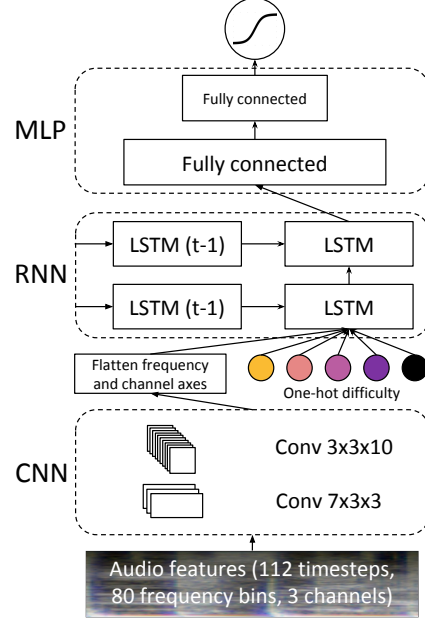 Fully connected
MLP
Fully connected
LSTM (t-1) LSTM
RNN
LSTM (t-1) LSTM
Flatten frequency
and channel axes
One-hot difficulty
Conv 3x3x10
CNN
Conv 7x3x3
Audio features (112 timesteps,
80 frequency bins, 3 channels)